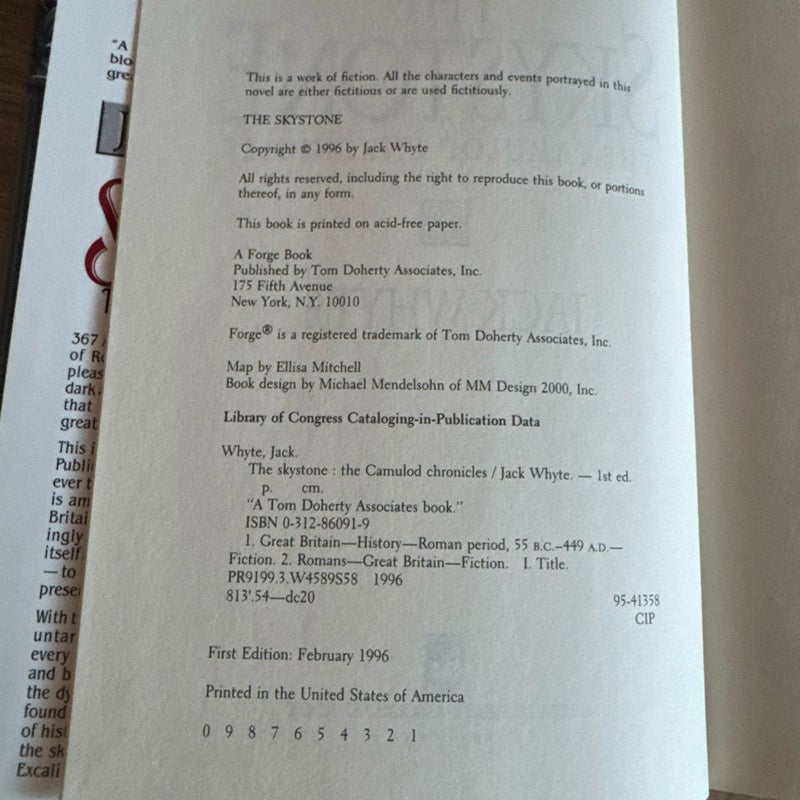 "A
blo
gre
J
S
T
367
of R
pleas
dark.
that
great
This i
Publi
ever t
is am
Britai
ingly
itself.
— to
prese
With t
untar
every
and b
the dy
found
of his
the sk
Excali
This is a work of fiction. All the characters and events portrayed in this
novel are either fictitious or are used fictitiously.
THE SKYSTONE
Copyright © 1996 by Jack Whyte
All rights reserved, including the right to reproduce this book, or portions
thereof, in any form.
This book is printed on acid-free paper.
A Forge Book
Published by Tom Doherty Associates, Inc.
175 Fifth Avenue
New York, N.Y. 10010
Forge® is a registered trademark of Tom Doherty Associates, Inc.
Map by Ellisa Mitchell
Book design by Michael Mendelsohn of MM Design 2000, Inc.
Library of Congress Cataloging-in-Publication Data
Whyte, Jack.
The skystone : the Camulod chronicles / Jack Whyte. — 1st ed.
p. cm.
"A Tom Doherty Associates book."
ISBN 0-312-86091-9
1. Great Britain—History—Roman period, 55 B.C.–449 A.D.—
Fiction. 2. Romans—Great Britain—Fiction. I. Title.
PR9199.3.W4589S58 1996
813'.54—dc20 95-41358
CIP
First Edition: February 1996
Printed in the United States of America
0 9 8 7 6 5 4 3 2 1